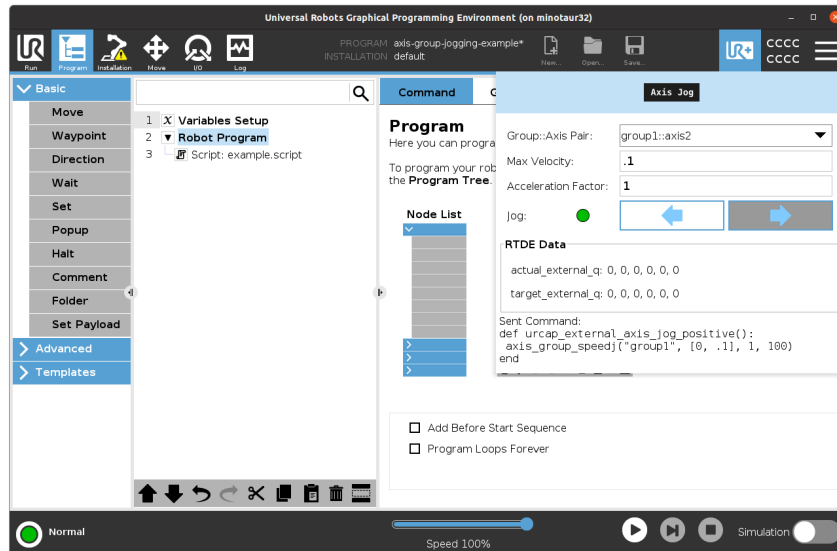 Universal Robots Graphical Programming Environment (on minotaur32)
UR
Run
Program
Installation
Move
I/O
Log
PROGRAM axis-group-jogging-example*
INSTALLATION default
New...
Open...
Save...
UR+
CCCC
CCCC
Basic
Move
Waypoint
Direction
Wait
Set
Popup
Halt
Comment
Folder
Set Payload
Advanced
Templates
1 X Variables Setup
2 Robot Program
3 Script: example.script
Command
Program
Here you can progra
To program your rob
the Program Tree.
Node List
Add Before Start Sequence
Program Loops Forever
Axis Jog
Group::Axis Pair: group1::axis2
Max Velocity: .1
Acceleration Factor: 1
Jog:
RTDE Data
actual_external_q: 0, 0, 0, 0, 0, 0
target_external_q: 0, 0, 0, 0, 0, 0
Sent Command:
def urcap_external_axis_jog_positive():
axis_group_speedj("group1", [0, .1], 1, 100)
end
Normal
Speed 100%
Simulation